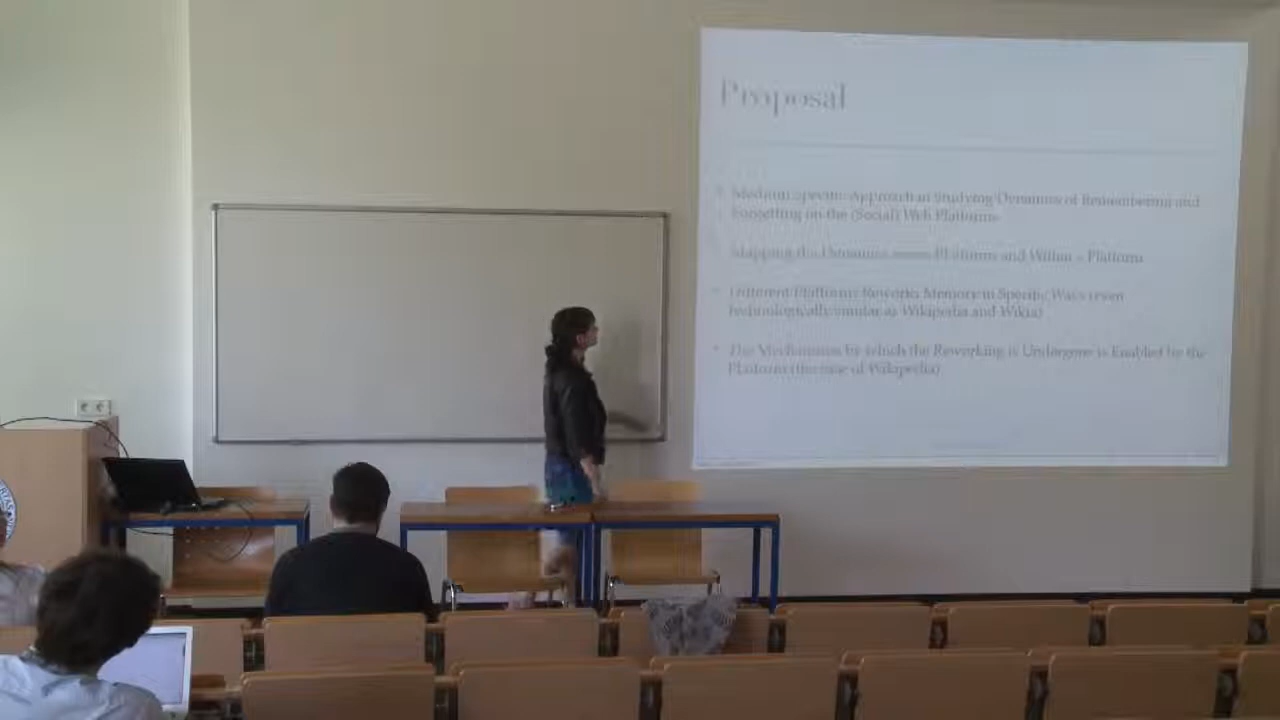 Proposal
Medium Specific Approach in Studying Dynamics of Remembering and
Forgetting on the (Social) Web Platforms
Mapping the Dynamics across Platforms and Within - Platform
Different Platforms Reworks Memory in Specific Ways (even
technologically similar as Wikipedia and Wikia)
The Mechanisms by which the Reworking is Undergone is Enabled by the
Platform (the case of Wikipedia)